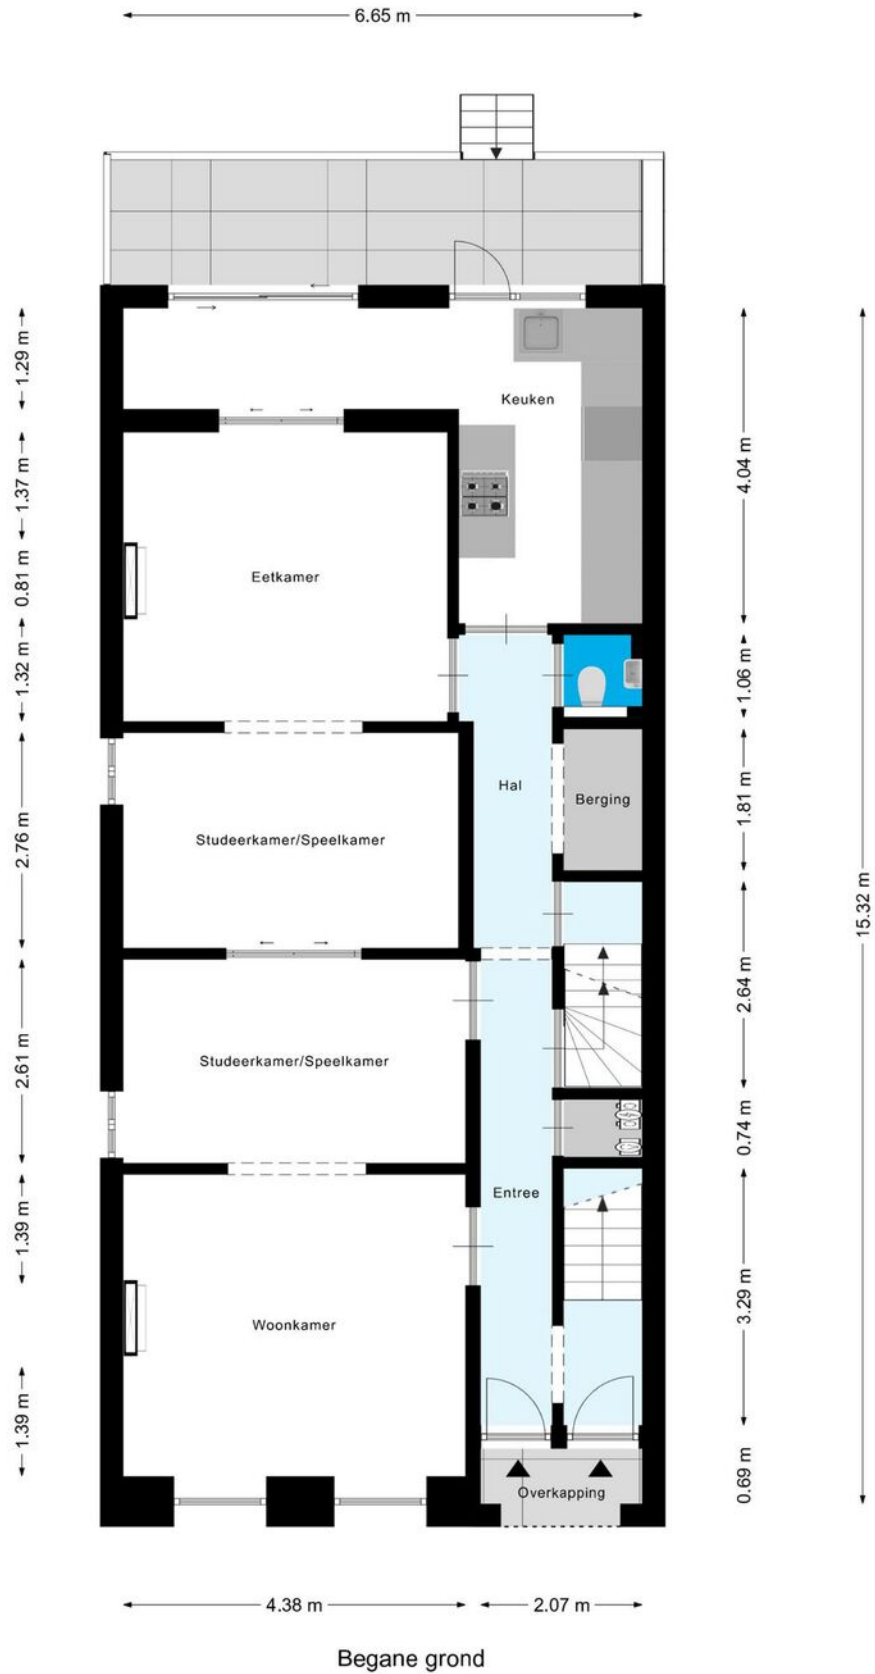 6.65 m
1.29 m
Keuken
1.37 m
4.04 m
0.81 m
Eetkamer
1.32 m
1.06 m
Hal
Berging
1.81 m
2.76 m
Studeerkamer/Speelkamer
15.32 m
2.64 m
2.61 m
Studeerkamer/Speelkamer
0.74 m
Entree
1.39 m
3.29 m
Woonkamer
1.39 m
0.69 m
Overkapping
4.38 m
2.07 m
Begane grond